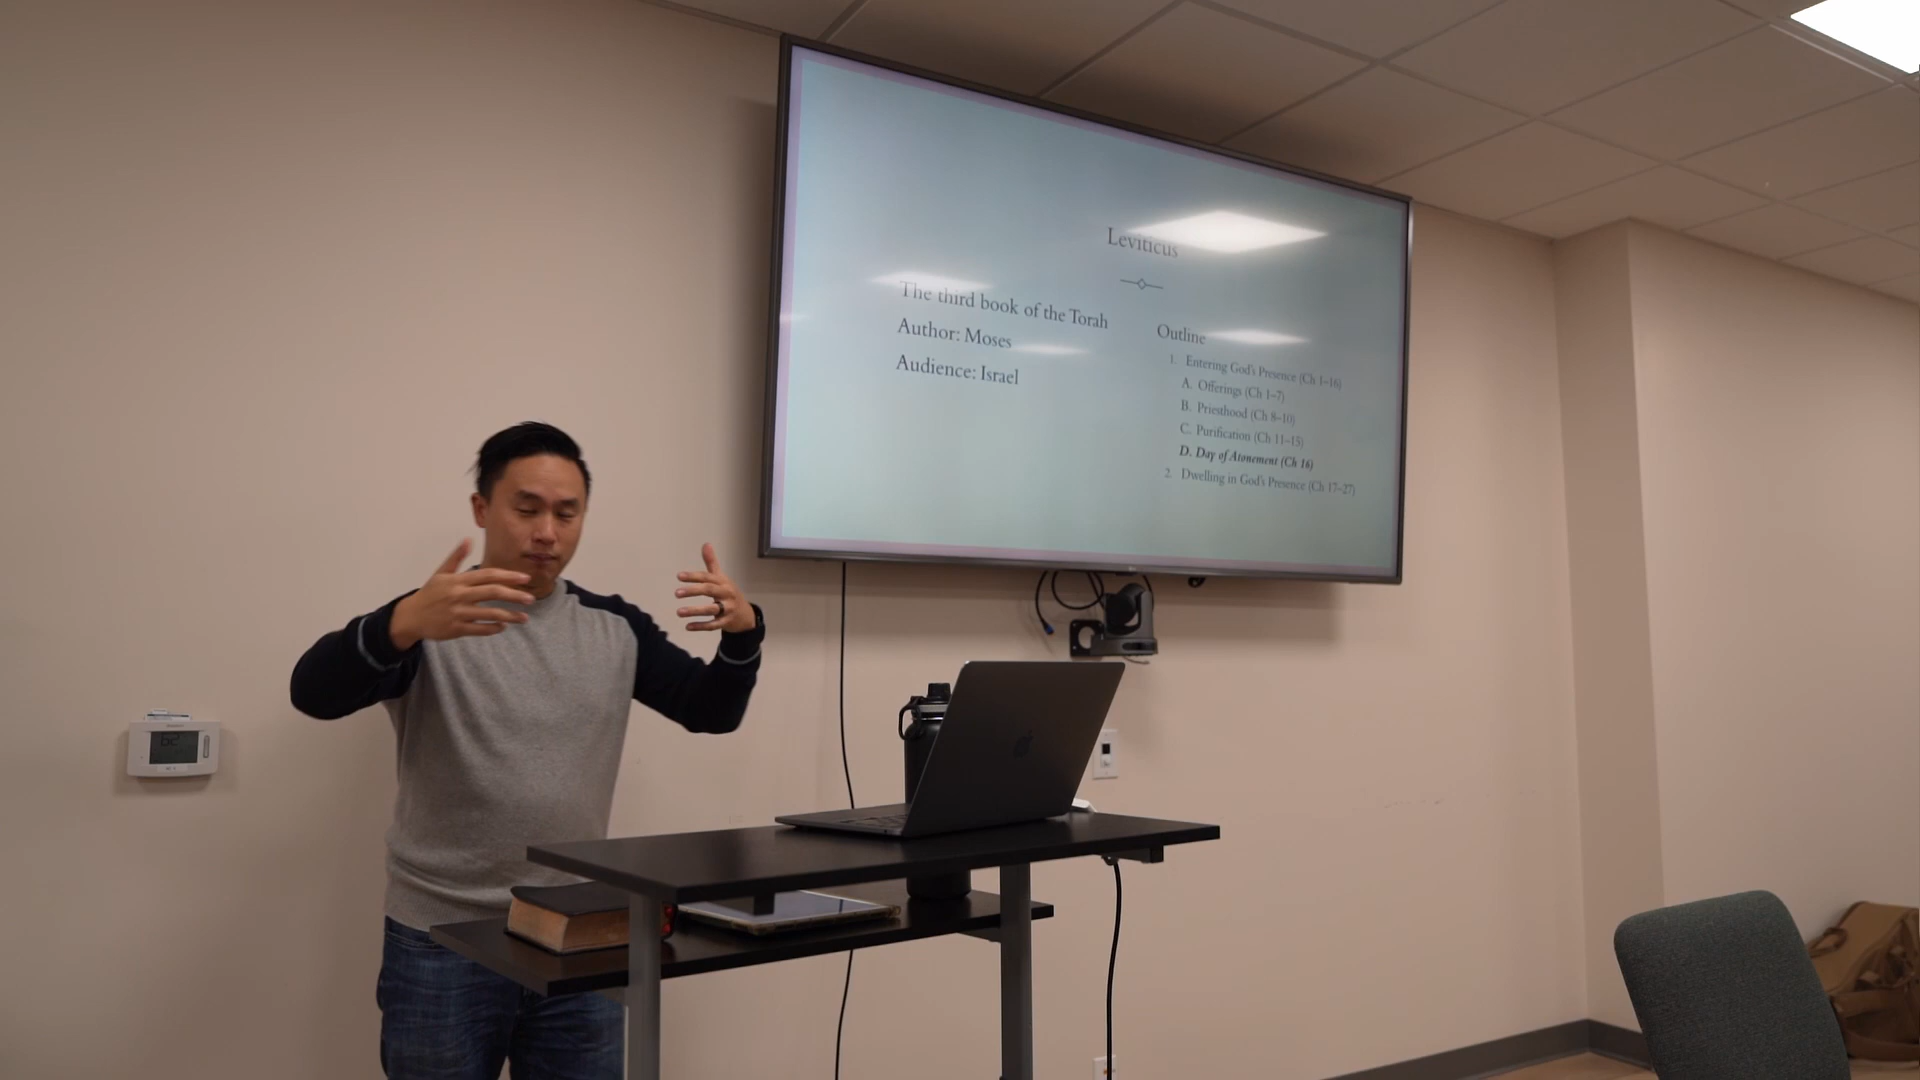 Leviticus
The third book of the Torah
Author: Moses
Audience: Israel
Outline
1. Entering God's Presence (Ch 1–16)
A. Offerings (Ch 1–7)
B. Priesthood (Ch 8–10)
C. Purification (Ch 11–15)
D. Day of Atonement (Ch 16)
2. Dwelling in God's Presence (Ch 17–27)
62